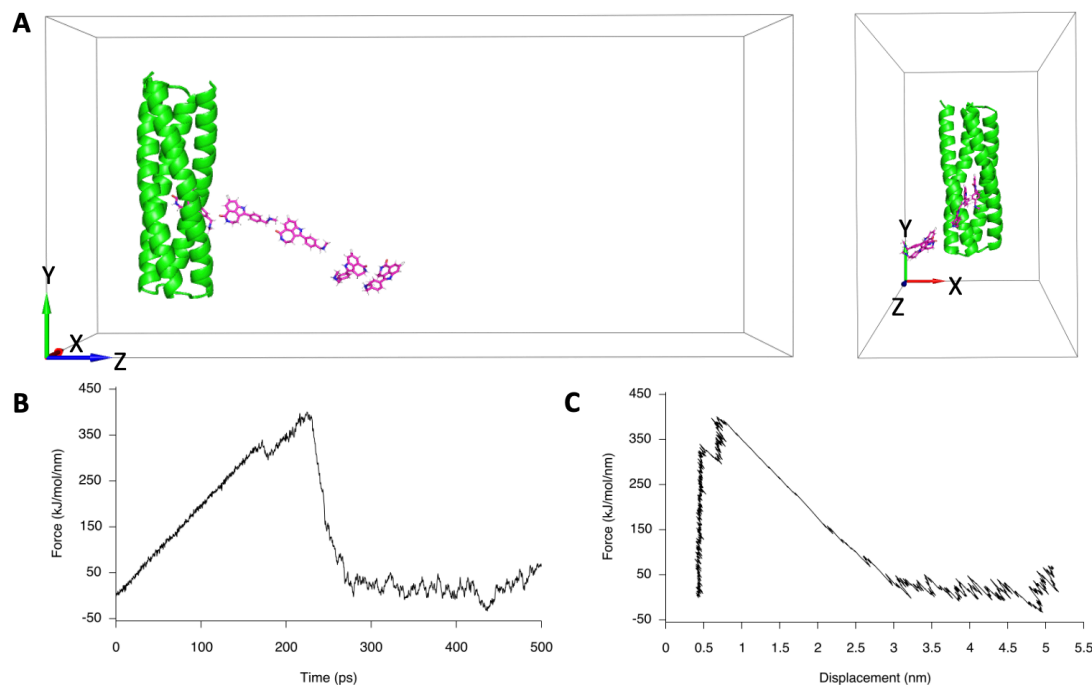 A
Y
X
Z
Y
X
Z
B
450
350
250
150
50
-50
Force (kJ/mol/nm)
0
100
200
300
400
500
Time (ps)
C
450
350
250
150
50
-50
Force (kJ/mol/nm)
0
0.5
1
1.5
2
2.5
3
3.5
4
4.5
5
5.5
Displacement (nm)